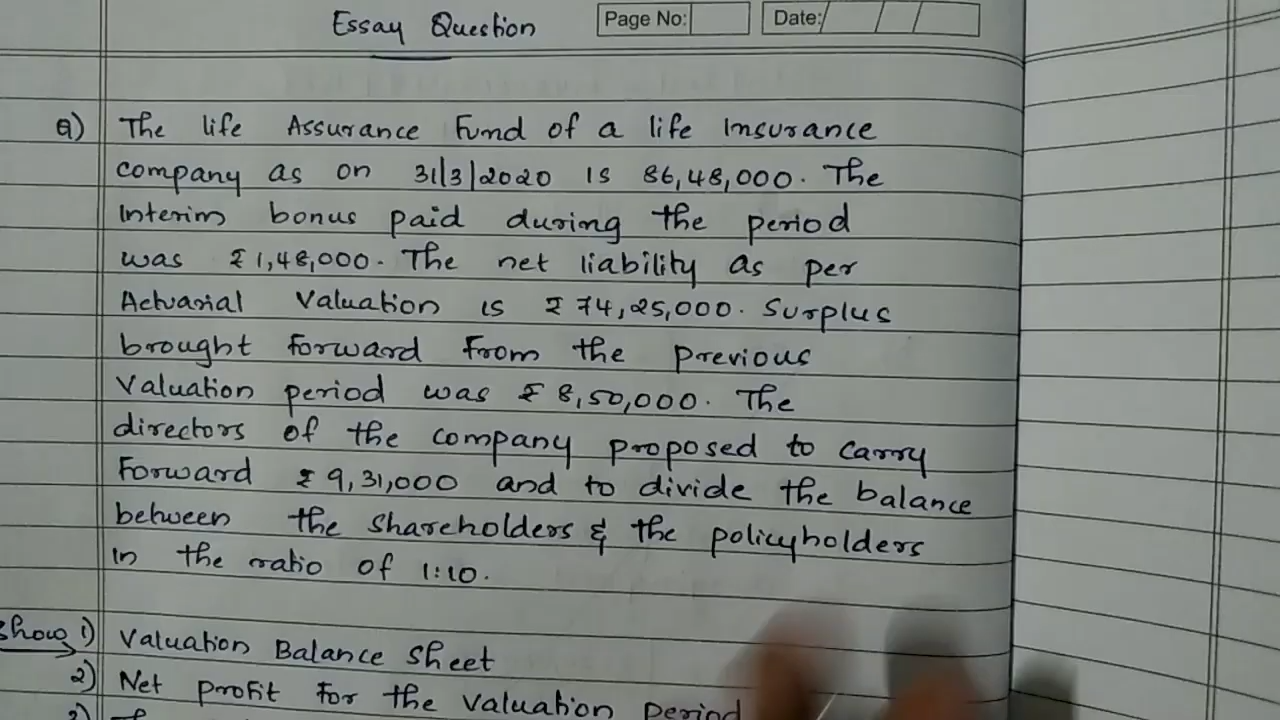 Essay Question
Page No:
Date: / / /
Q) The life Assurance Fund of a life Insurance
company as on 31/3/2020 is 86,48,000. The
Interim bonus paid during the period
was ₹1,48,000. The net liability as per
Actuarial Valuation is ₹ 74,25,000. Surplus
brought forward from the previous
Valuation period was ₹ 8,50,000. The
directors of the company proposed to carry
Forward ₹ 9,31,000 and to divide the balance
between the shareholders & the policyholders
in the ratio of 1:10.
Show 1) Valuation Balance Sheet
2) Net profit for the valuation period